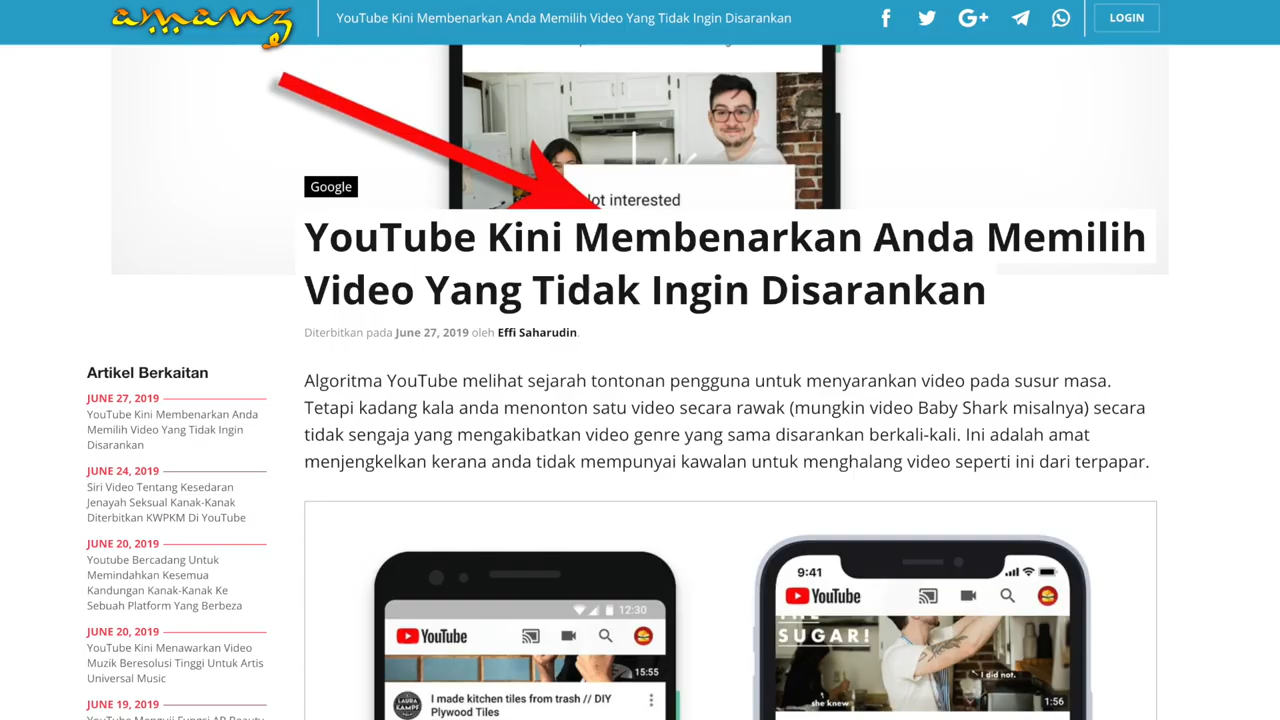 amanz
YouTube Kini Membenarkan Anda Memilih Video Yang Tidak Ingin Disarankan
LOGIN
Not interested
Google
YouTube Kini Membenarkan Anda Memilih
Video Yang Tidak Ingin Disarankan
Diterbitkan pada June 27, 2019 oleh Effi Saharudin.
Algoritma YouTube melihat sejarah tontonan pengguna untuk menyarankan video pada susur masa.
Tetapi kadang kala anda menonton satu video secara rawak (mungkin video Baby Shark misalnya) secara
tidak sengaja yang mengakibatkan video genre yang sama disarankan berkali-kali. Ini adalah amat
menjengkelkan kerana anda tidak mempunyai kawalan untuk menghalang video seperti ini dari terpapar.
Artikel Berkaitan
JUNE 27, 2019
YouTube Kini Membenarkan Anda
Memilih Video Yang Tidak Ingin
Disarankan
JUNE 24, 2019
Siri Video Tentang Kesedaran
Jenayah Seksual Kanak-Kanak
Diterbitkan KWPKM Di YouTube
JUNE 20, 2019
Youtube Bercadang Untuk
Memindahkan Kesemua
Kandungan Kanak-Kanak Ke
Sebuah Platform Yang Berbeza
JUNE 20, 2019
YouTube Kini Menawarkan Video
Muzik Beresolusi Tinggi Untuk Artis
Universal Music
JUNE 19, 2019
YouTube Menguji Fungsi AR Beauty
12:30
YouTube
15:55
LAURA
KAMPF
I made kitchen tiles from trash // DIY
Plywood Tiles
9:41
YouTube
THE
SUGAR!
I did not.
she knew
1:56